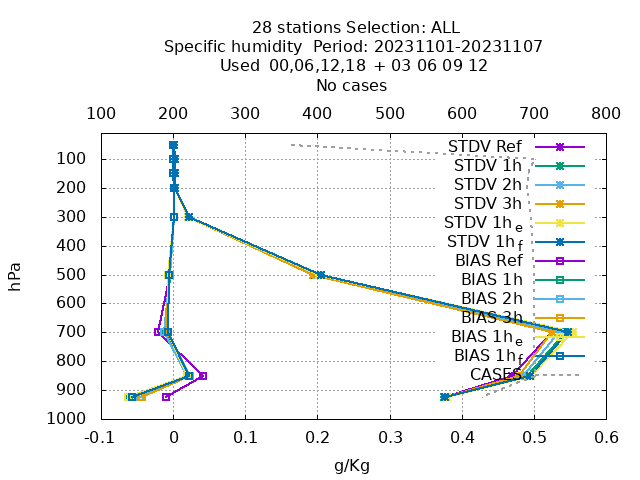 28 stations Selection: ALL
Specific humidity  Period: 20231101-20231107
Used  00,06,12,18 + 03 06 09 12
No cases
100 200 300 400 500 600 700 800
STDV Ref
STDV 1h
STDV 2h
STDV 3h
STDV 1h e
STDV 1h f
BIAS Ref
BIAS 1h
BIAS 2h
BIAS 3h
BIAS 1h e
BIAS 1h f
CASES
hPa
100
200
300
400
500
600
700
800
900
1000
-0.1 0 0.1 0.2 0.3 0.4 0.5 0.6
g/Kg